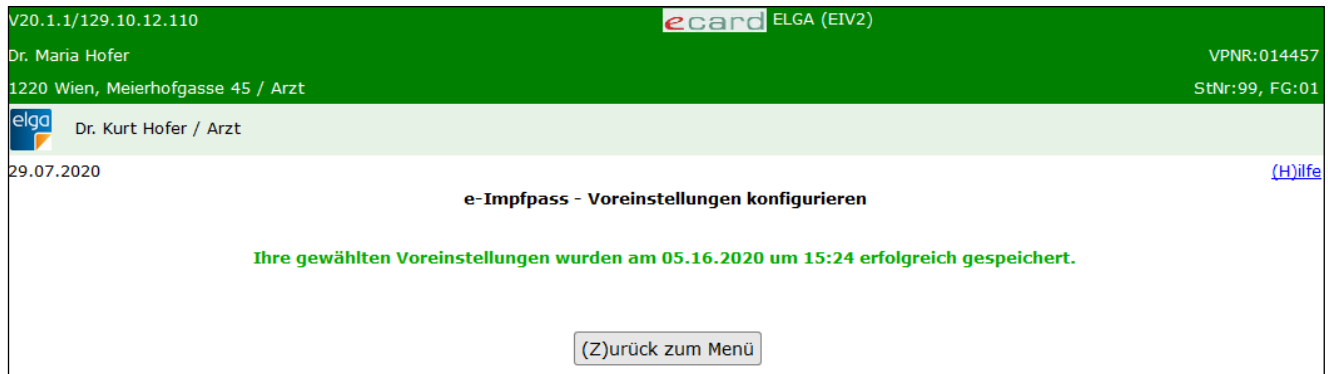 V20.1.1/129.10.12.110 ecard ELGA (EIV2)
Dr. Maria Hofer VPNR:014457
1220 Wien, Meierhofgasse 45 / Arzt StNr:99, FG:01
elga Dr. Kurt Hofer / Arzt
29.07.2020 (H)ilfe
e-Impfpass - Voreinstellungen konfigurieren
Ihre gewählten Voreinstellungen wurden am 05.16.2020 um 15:24 erfolgreich gespeichert.
(Z)urück zum Menü